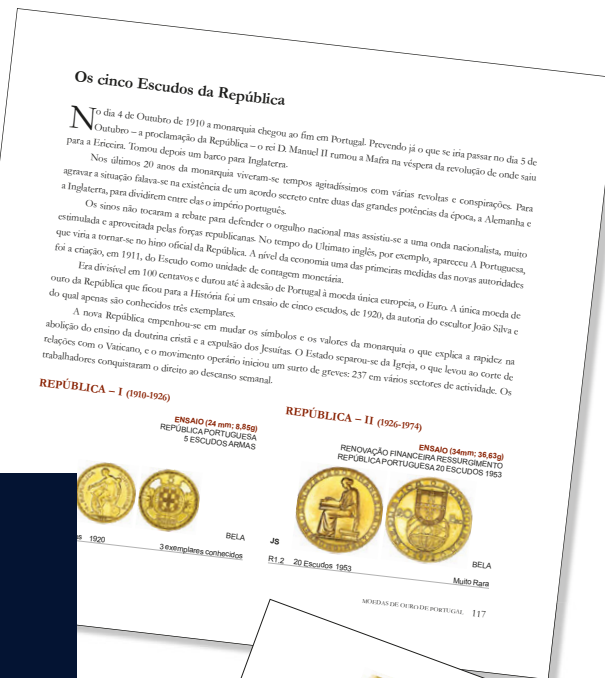 Os cinco Escudos da República
No dia 4 de Outubro de 1910 a monarquia chegou ao fim em Portugal. Prevendo já o que se iria passar no dia 5 de
Outubro – a proclamação da República – o rei D. Manuel II rumou a Mafra na véspera da revolução de onde saiu
para a Ericeira. Tomou depois um barco para Inglaterra.
Nos últimos 20 anos da monarquia viveram-se tempos agitadíssimos com várias revoltas e conspirações. Para
agravar a situação falava-se na existência de um acordo secreto entre duas das grandes potências da época, a Alemanha e
a Inglaterra, para dividirem entre elas o império português.
Os sinos não tocaram a rebate para defender o orgulho nacional mas assistiu-se a uma onda nacionalista, muito
estimulada e aproveitada pelas forças republicanas. No tempo do Ultimato inglês, por exemplo, apareceu A Portuguesa,
que viria a tornar-se no hino oficial da República. A nível da economia uma das primeiras medidas das novas autoridades
foi a criação, em 1911, do Escudo como unidade de contagem monetária.
Era divisível em 100 centavos e durou até à adesão de Portugal à moeda única europeia, o Euro. A única moeda de
ouro da República que ficou para a História foi um ensaio de cinco escudos, de 1920, da autoria do escultor João Silva e
do qual apenas são conhecidos três exemplares.
A nova República empenhou-se em mudar os símbolos e os valores da monarquia o que explica a rapidez na
abolição do ensino da doutrina cristã e a expulsão dos Jesuítas. O Estado separou-se da Igreja, o que levou ao corte de
relações com o Vaticano, e o movimento operário iniciou um surto de greves: 237 em vários sectores de actividade. Os
trabalhadores conquistaram o direito ao descanso semanal.
REPÚBLICA – I (1910-1926)
ENSAIO (24 mm; 8,85g)
REPÚBLICA PORTUGUESA
5 ESCUDOS ARMAS
BELA
1920 3 exemplares conhecidos
REPÚBLICA – II (1926-1974)
ENSAIO (34mm; 36,63g)
RENOVAÇÃO FINANCEIRA RESSURGIMENTO
REPÚBLICA PORTUGUESA 20 ESCUDOS 1953
JS BELA
R1.2 20 Escudos 1953 Muito Rara
MOEDAS DE OURO DE PORTUGAL 117